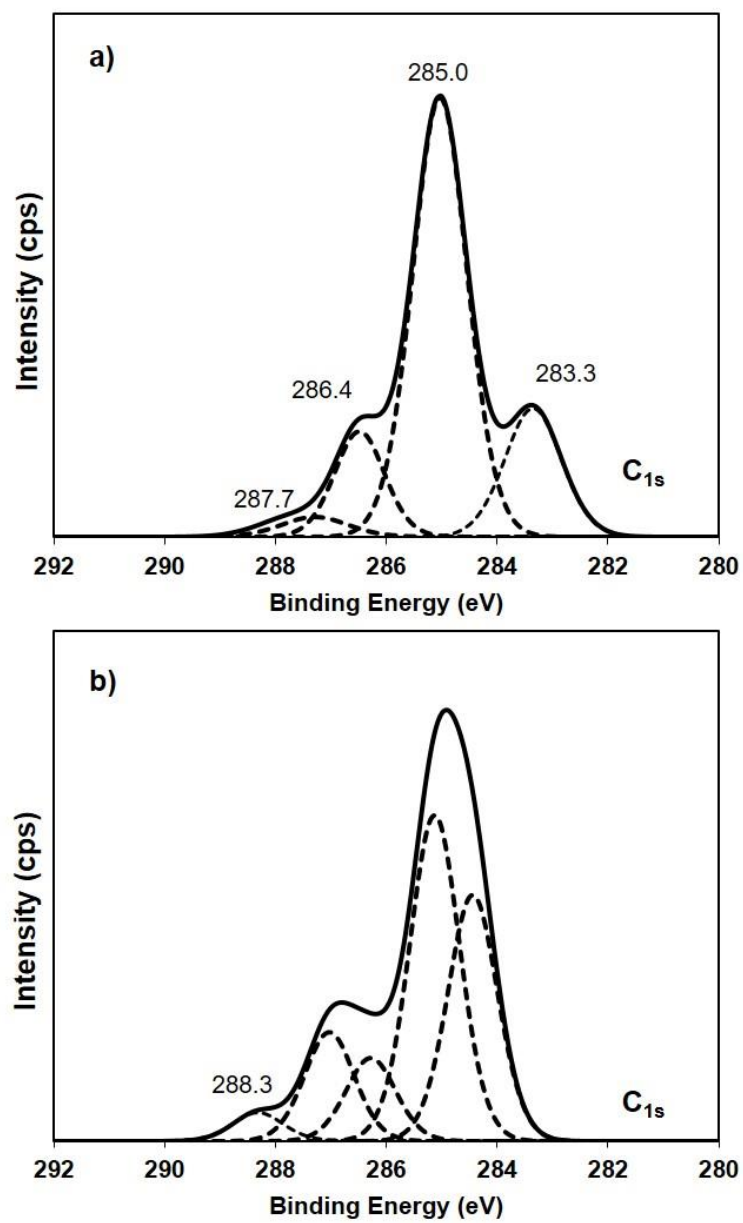 a)
285.0
286.4
283.3
287.7
C1s
Intensity (cps)
292 290 288 286 284 282 280
Binding Energy (eV)
b)
288.3
C1s
Intensity (cps)
292 290 288 286 284 282 280
Binding Energy (eV)